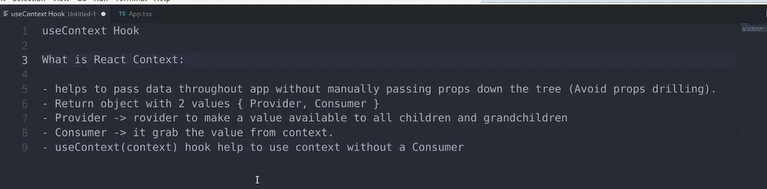 useContext Hook Untitled-1 ● TS App.tsx
1 useContext Hook
2
3 What is React Context:
4
5 - helps to pass data throughout app without manually passing props down the tree (Avoid props drilling).
6 - Return object with 2 values { Provider, Consumer }
7 - Provider -> rovider to make a value available to all children and grandchildren
8 - Consumer -> it grab the value from context.
9 - useContext(context) hook help to use context without a Consumer